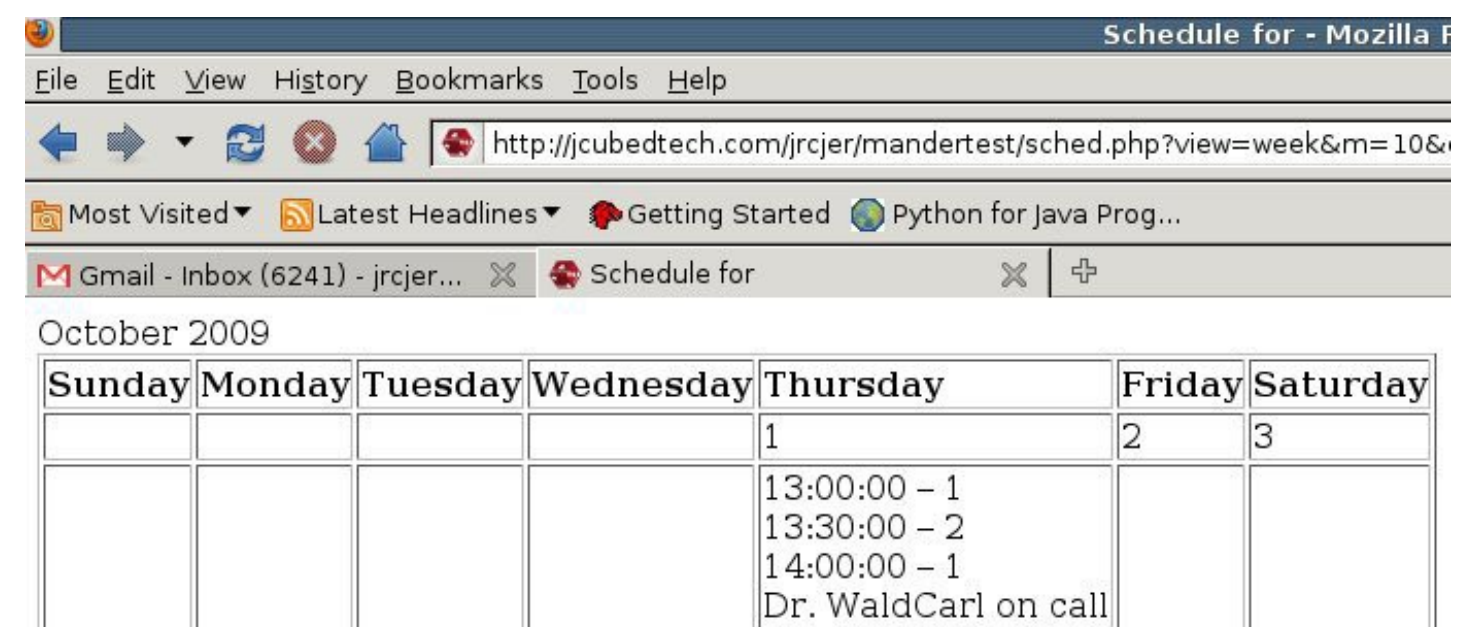 Schedule for - Mozilla F
File Edit View History Bookmarks Tools Help
http://jcubedtech.com/jrcjer/mandertest/sched.php?view=week&m=10&
Most Visited Latest Headlines Getting Started Python for Java Prog...
Gmail - Inbox (6241) - jrcjer... Schedule for
October 2009
Sunday Monday Tuesday Wednesday Thursday Friday Saturday
1 2 3
13:00:00 – 1
13:30:00 – 2
14:00:00 – 1
Dr. WaldCarl on call